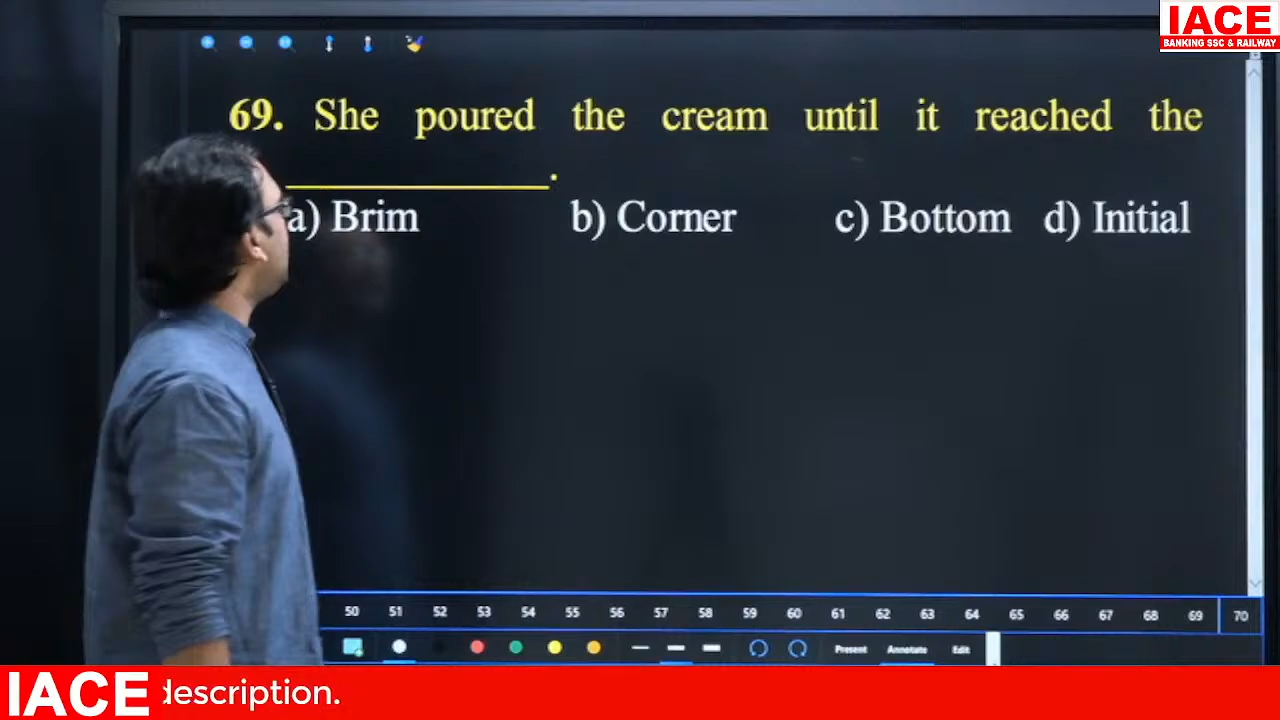 IACE
BANKING SSC & RAILWAY
69. She poured the cream until it reached the
.
a) Brim b) Corner c) Bottom d) Initial
50 51 52 53 54 55 56 57 58 59 60 61 62 63 64 65 66 67 68 69 70
Present Annotate Edit
IACE description.